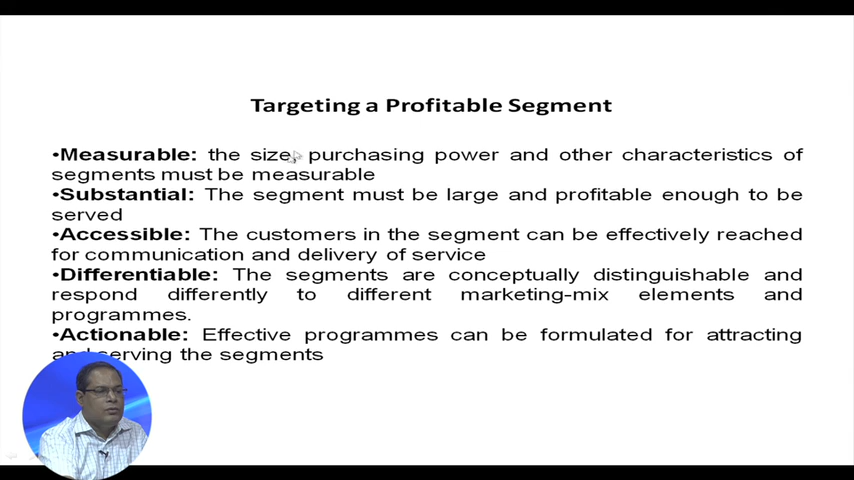 Targeting a Profitable Segment
•Measurable: the size, purchasing power and other characteristics of
segments must be measurable
•Substantial: The segment must be large and profitable enough to be
served
•Accessible: The customers in the segment can be effectively reached
for communication and delivery of service
•Differentiable: The segments are conceptually distinguishable and
respond differently to different marketing-mix elements and
programmes.
•Actionable: Effective programmes can be formulated for attracting
and serving the segments